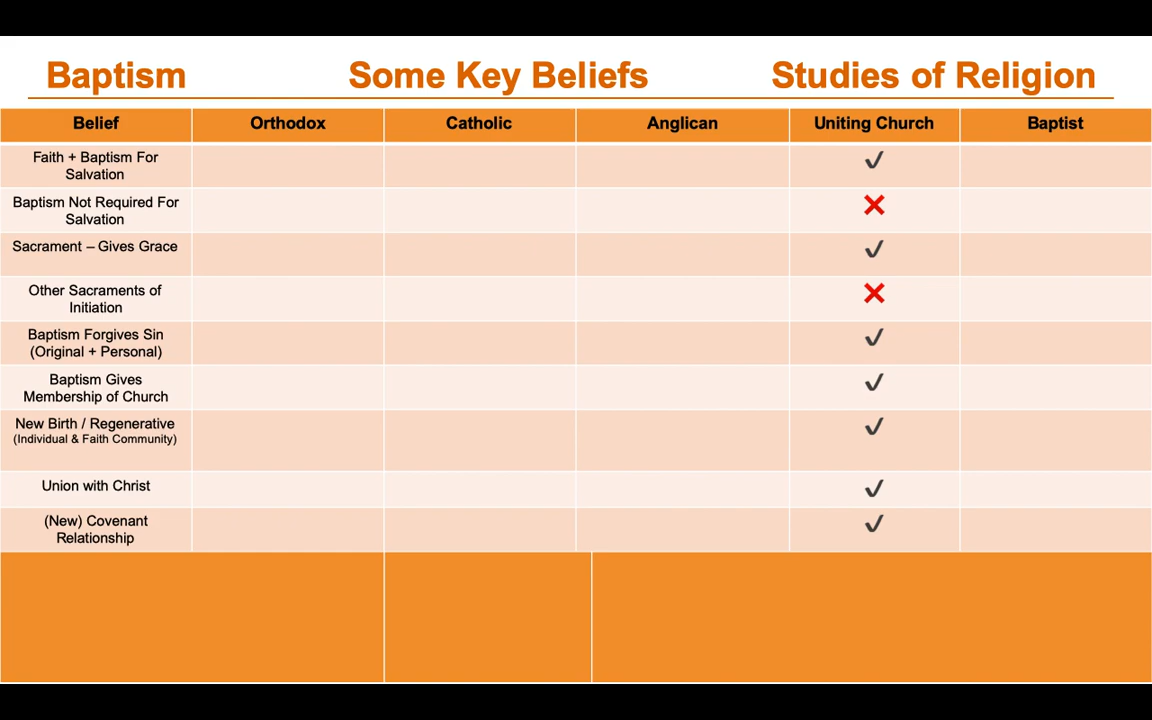 Baptism Some Key Beliefs Studies of Religion
Belief Orthodox Catholic Anglican Uniting Church Baptist
Faith + Baptism For
Salvation
✓
Baptism Not Required For
Salvation
✕
Sacrament – Gives Grace
✓
Other Sacraments of
Initiation
✕
Baptism Forgives Sin
(Original + Personal)
✓
Baptism Gives
Membership of Church
✓
New Birth / Regenerative
(Individual & Faith Community)
✓
Union with Christ
✓
(New) Covenant
Relationship
✓